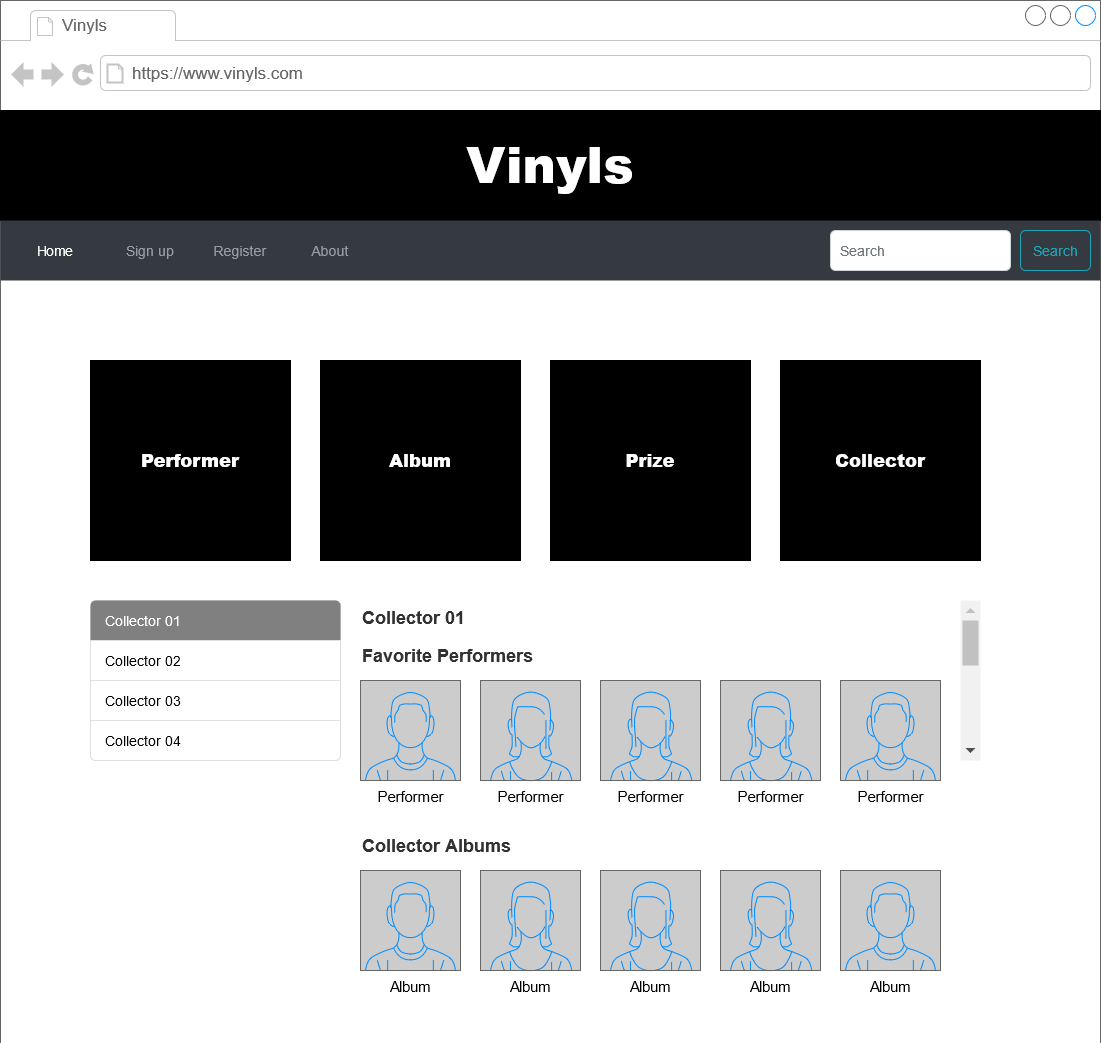 Vinyls
https://www.vinyls.com
Vinyls
Home Sign up Register About Search Search
Performer Album Prize Collector
Collector 01
Collector 02
Collector 03
Collector 04
Collector 01
Favorite Performers
Performer Performer Performer Performer Performer
Collector Albums
Album Album Album Album Album